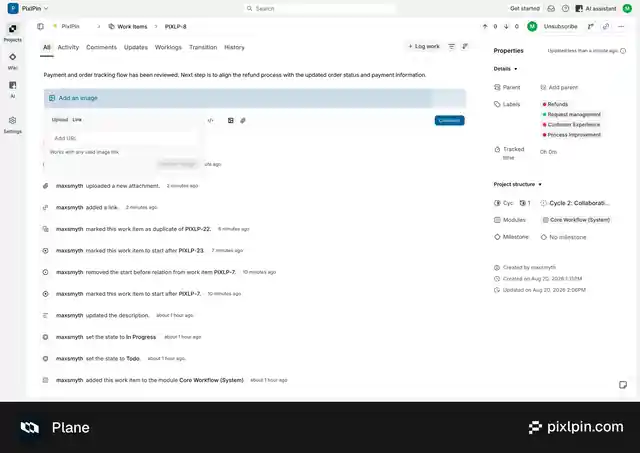 P PixlPin
Search
Get started
AI assistant
M
Projects
Wiki
AI
Settings
PixlPin
Work Items
PIXLP-8
0 0
M
Unsubscribe
All Activity Comments Updates Worklogs Transition History
Log work
Payment and order tracking flow has been reviewed. Next step is to align the refund process with the updated order status and payment information.
Add an image
Upload Link
Comment
Add URL
Works with any valid image link
ago
maxsmyth uploaded a new attachment. 2 minutes ago
maxsmyth added a link. 2 minutes ago
maxsmyth marked this work item as duplicate of PIXLP-22. 6 minutes ago
maxsmyth marked this work item to start after PIXLP-23. 7 minutes ago
maxsmyth removed the start before relation from work item PIXLP-7. 10 minutes ago
maxsmyth marked this work item to start after PIXLP-7. 10 minutes ago
maxsmyth updated the description. about 1 hour ago
maxsmyth set the state to In Progress about 1 hour ago
maxsmyth set the state to Todo. about 1 hour ago
maxsmyth added this work item to the module Core Workflow (System) about 1 hour ago
Properties
Updated less than a minute ago
Details
Parent
Add parent
Labels
Refunds
Request management
Customer Experience
Process Improvement
Tracked time
0h 0m
Project structure
Cyc 1
Cycle 2: Collaborati...
Modules
Core Workflow (System)
Milestone
No milestone
Created by maxsmyth
Created on Aug 20, 2026 1:15PM
Updated on Aug 20, 2026 2:06PM
Plane
pixlpin.com